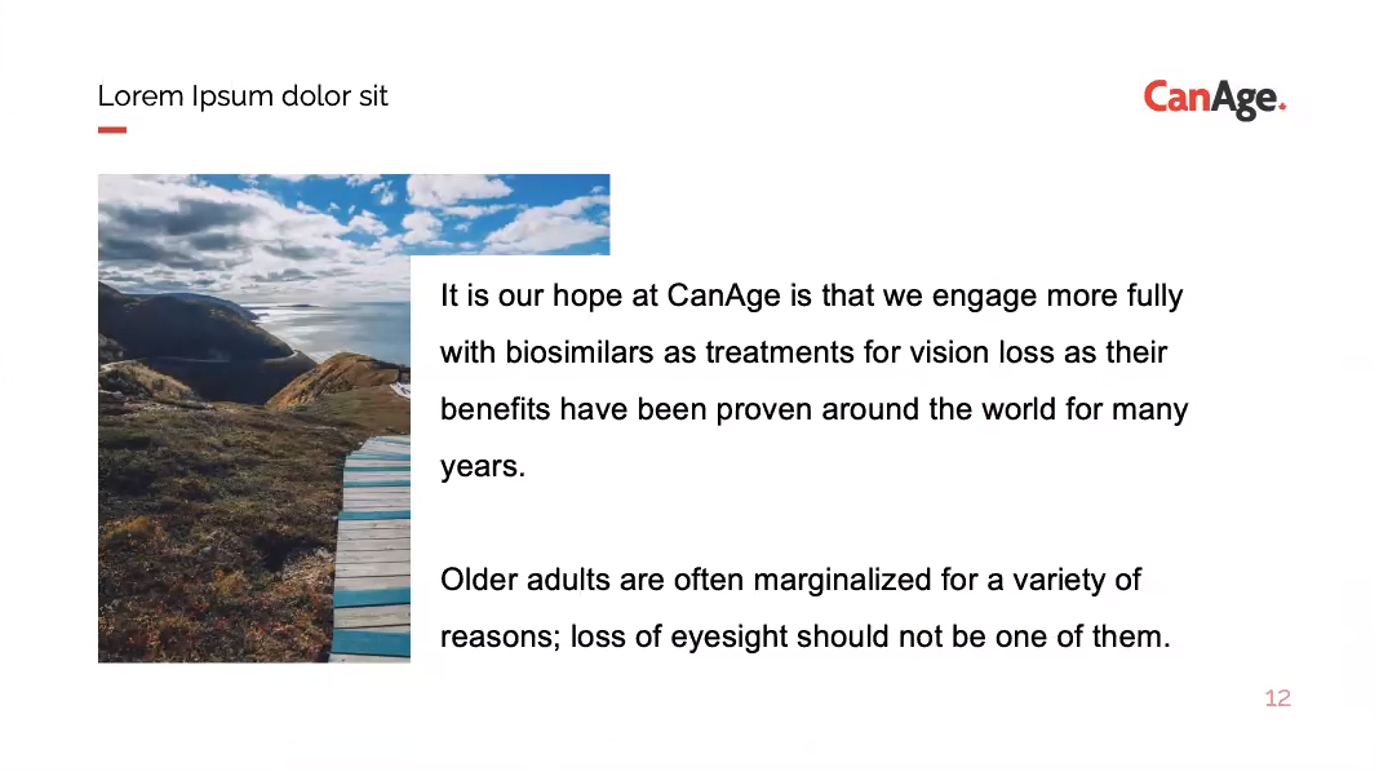 Lorem Ipsum dolor sit
CanAge.
It is our hope at CanAge is that we engage more fully
with biosimilars as treatments for vision loss as their
benefits have been proven around the world for many
years.
Older adults are often marginalized for a variety of
reasons; loss of eyesight should not be one of them.
12